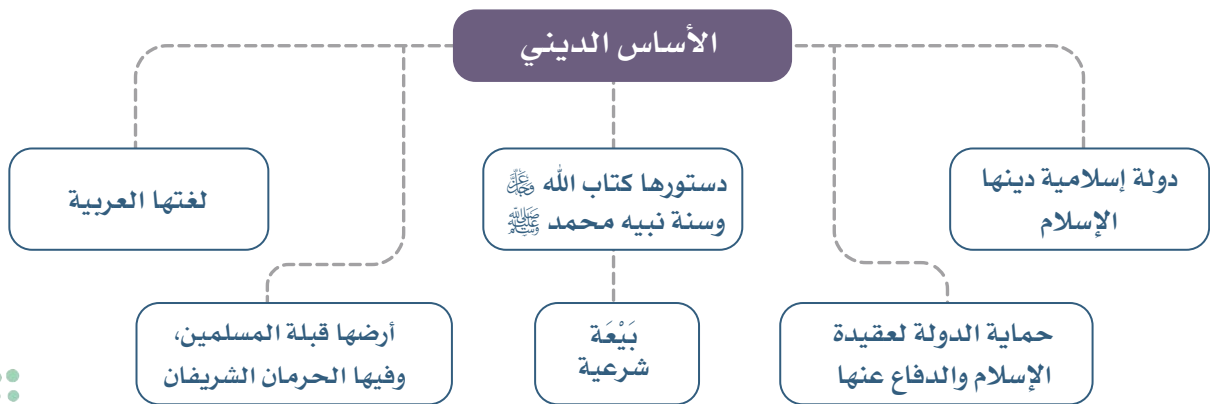 الأساس الديني
دولة إسلامية دينها
الإسلام
دستورها كتاب الله ﷻ
وسنة نبيه محمد ﷺ
لغتها العربية
حماية الدولة لعقيدة
الإسلام والدفاع عنها
بَيْعَة
شرعية
أرضها قبلة المسلمين،
وفيها الحرمان الشريفان